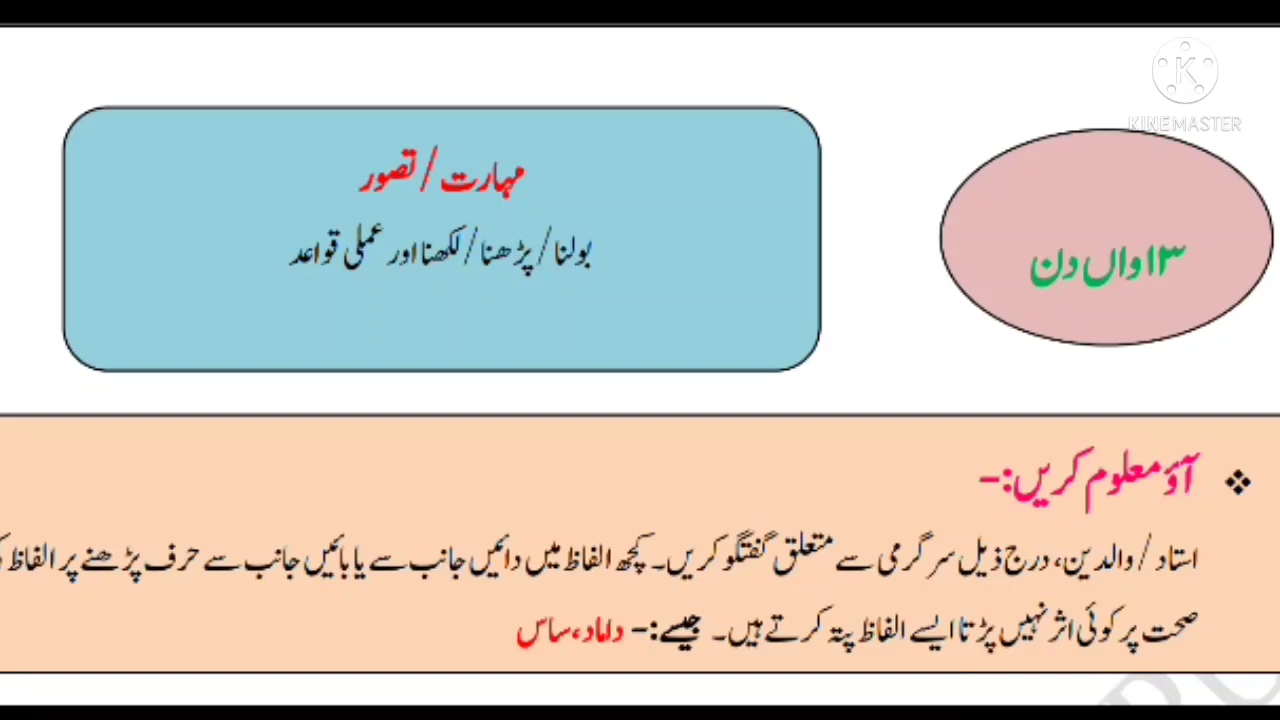 KINEMASTER
۱۳واں دن
مہارت / تصور
بولنا / پڑھنا / لکھنا اور عملی قواعد
آؤ معلوم کریں:-
استاد / والدین، درج ذیل سرگرمی سے متعلق گفتگو کریں۔ کچھ الفاظ میں دائیں جانب سے یا بائیں جانب سے حرف پڑھنے پر الفاظ
صحت پر کوئی اثر نہیں پڑتا ایسے الفاظ پتہ کرتے ہیں۔ جیسے:- داماد، ساس